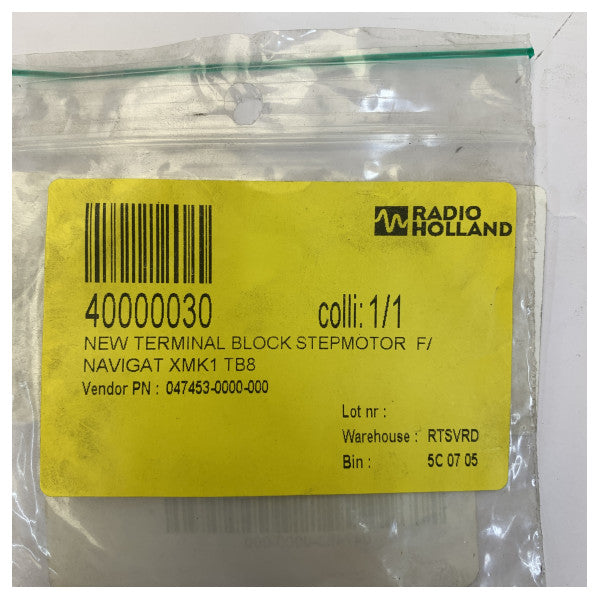 RADIO
HOLLAND
40000030 colli: 1/1
NEW TERMINAL BLOCK STEPMOTOR F/
NAVIGAT XMK1 TB8
Vendor PN : 047453-0000-000
Lot nr :
Warehouse : RTSVRD
Bin : 5C 07 05